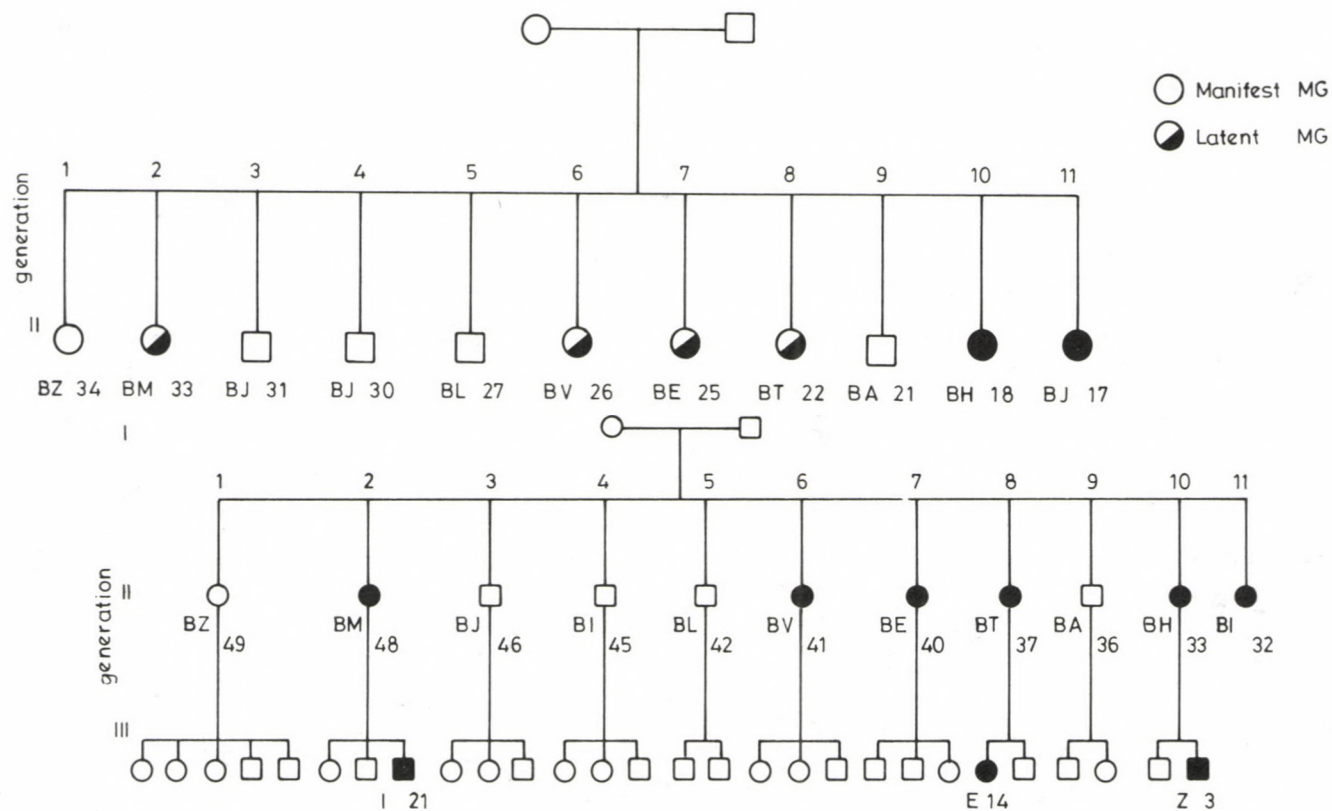 Manifest MG
Latent MG
1 2 3 4 5 6 7 8 9 10 11
generation
II
BZ 34 BM 33 BJ 31 BJ 30 BL 27 BV 26 BE 25 BT 22 BA 21 BH 18 BJ 17
I
1 2 3 4 5 6 7 8 9 10 11
generation
II
BZ BM BJ BI BL BV BE BT BA BH BI
49 48 46 45 42 41 40 37 36 33 32
III
I 21 E 14 Z 3